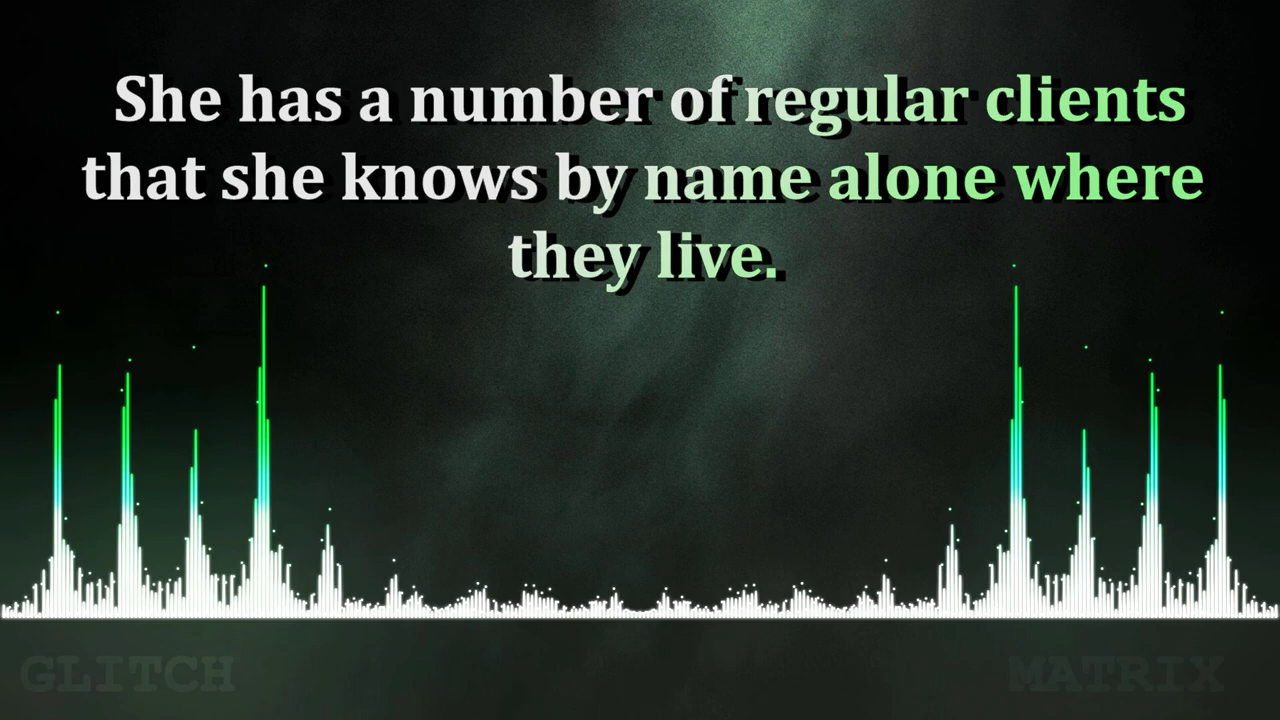 She has a number of regular clients
that she knows by name alone where
they live.
GLITCH
MATRIX